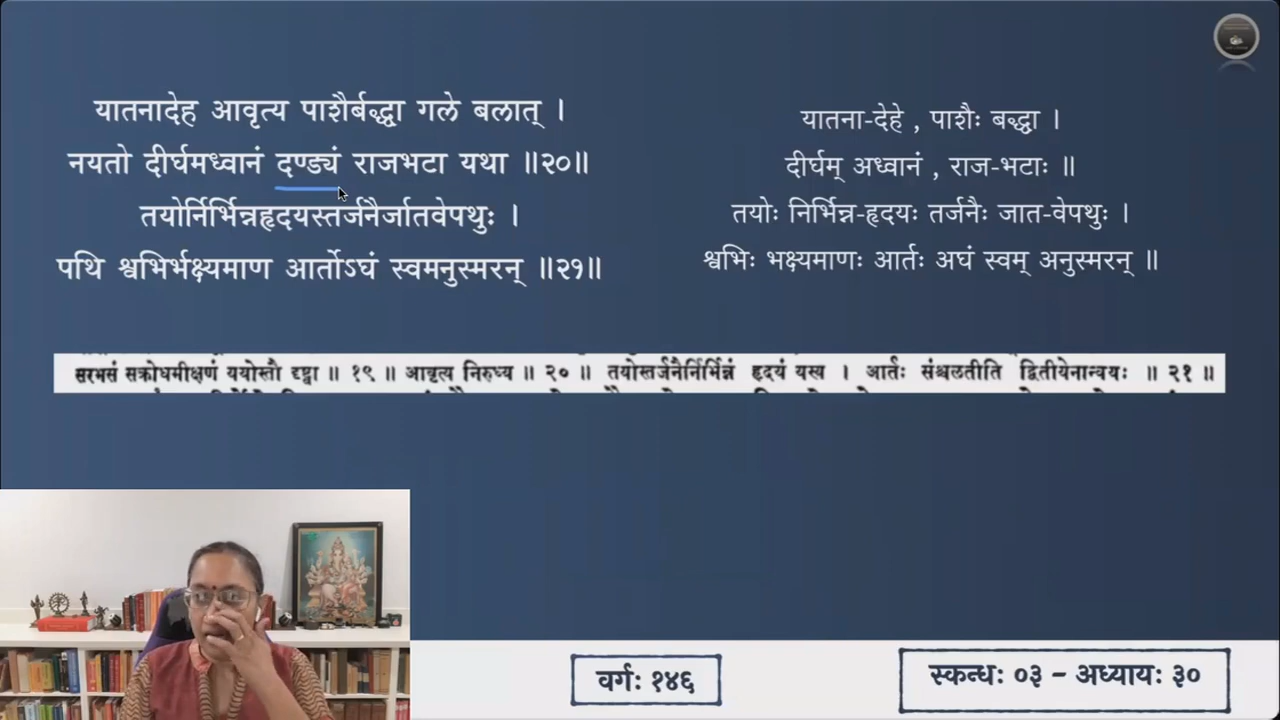 यातनादेह आवृत्य पाशैर्बद्ध्वा गले बलात् ।
नयतो दीर्घमध्वानं दण्ड्यं राजभटा यथा ॥२०॥
तयोर्निर्भिन्नहृदयस्तर्जनैर्जातवेपथुः ।
पथि श्वभिर्भक्ष्यमाण आर्तोऽघं स्वमनुस्मरन् ॥२१॥
यातना-देहे , पाशैः बद्ध्वा ।
दीर्घम् अध्वानं , राज-भटाः ॥
तयोः निर्भिन्न-हृदयः तर्जनैः जात-वेपथुः ।
श्वभिः भक्ष्यमाणः आर्तः अघं स्वम् अनुस्मरन् ॥
सरभसं सक्रोधमीक्षणं ययोस्तौ दृष्ट्वा ॥ १९ ॥ आवृत्य निरुध्य ॥ २० ॥ तयोस्तर्जनैर्निर्भिन्नं हृदयं यस्य । आर्तः संश्चलतीति द्वितीयेनान्वयः ॥ २१ ॥
वर्गः १४६
स्कन्धः ०३ - अध्यायः ३०